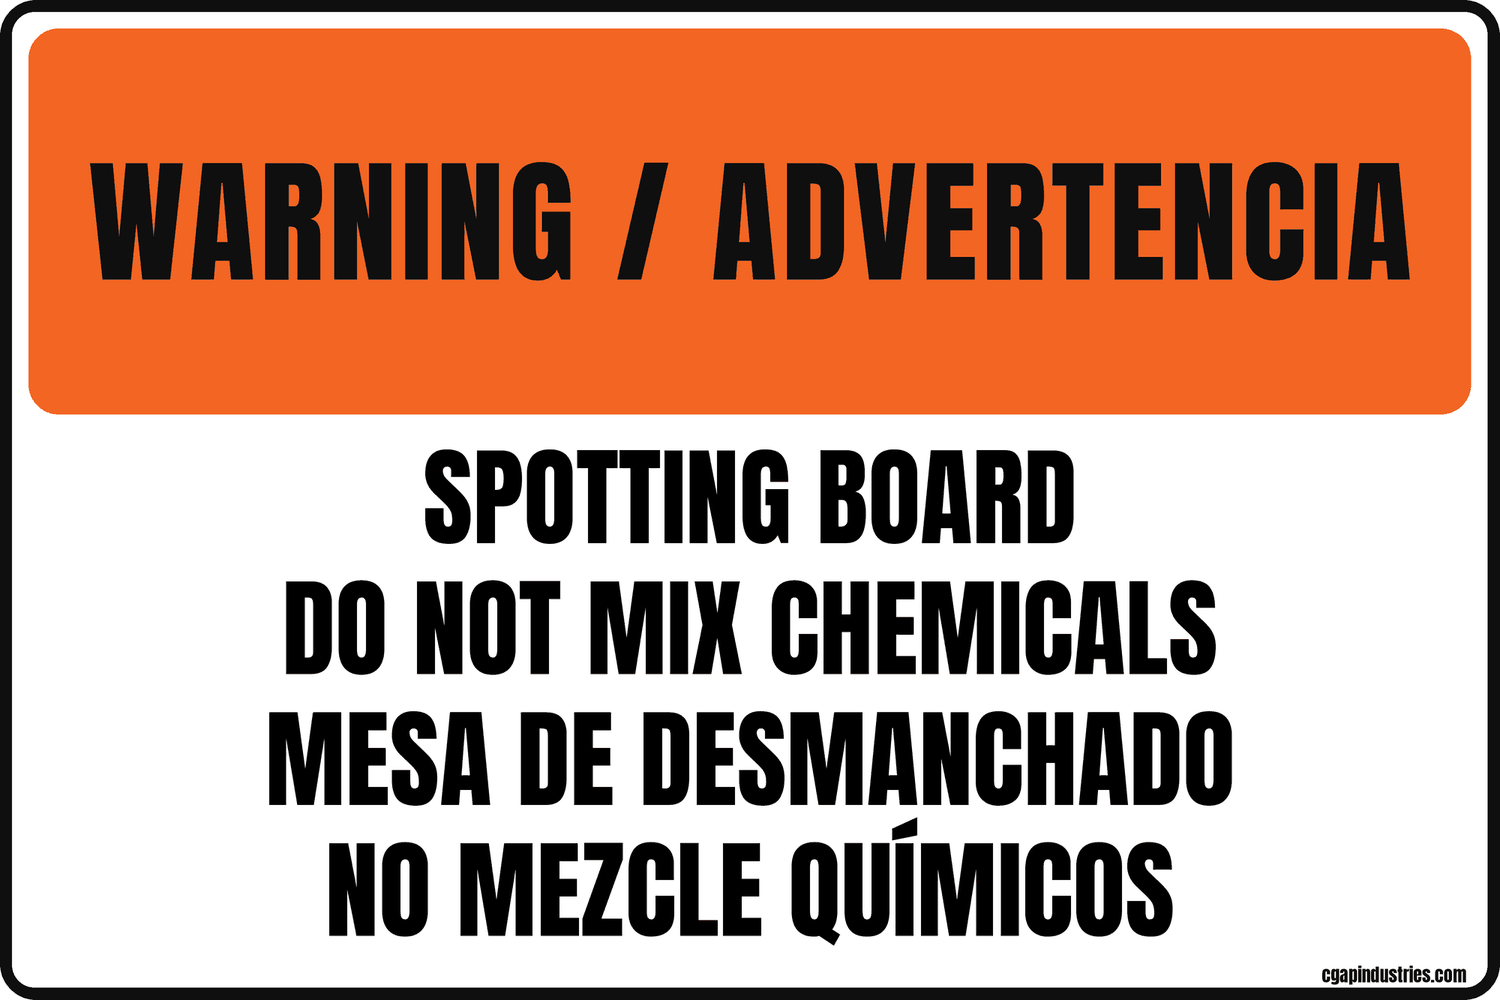 WARNING / ADVERTENCIA
SPOTTING BOARD
DO NOT MIX CHEMICALS
MESA DE DESMANCHADO
NO MEZCLE QUÍMICOS
cgapindustries.com